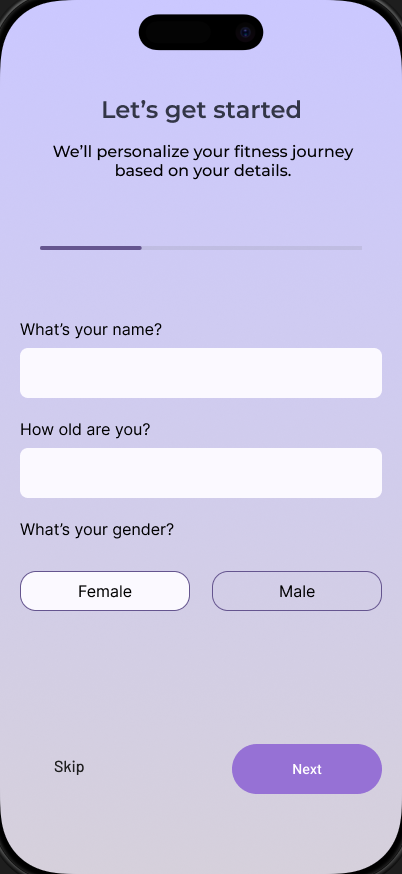 Let's get started
We'll personalize your fitness journey
based on your details.
What's your name?
How old are you?
What's your gender?
Female Male
Skip Next